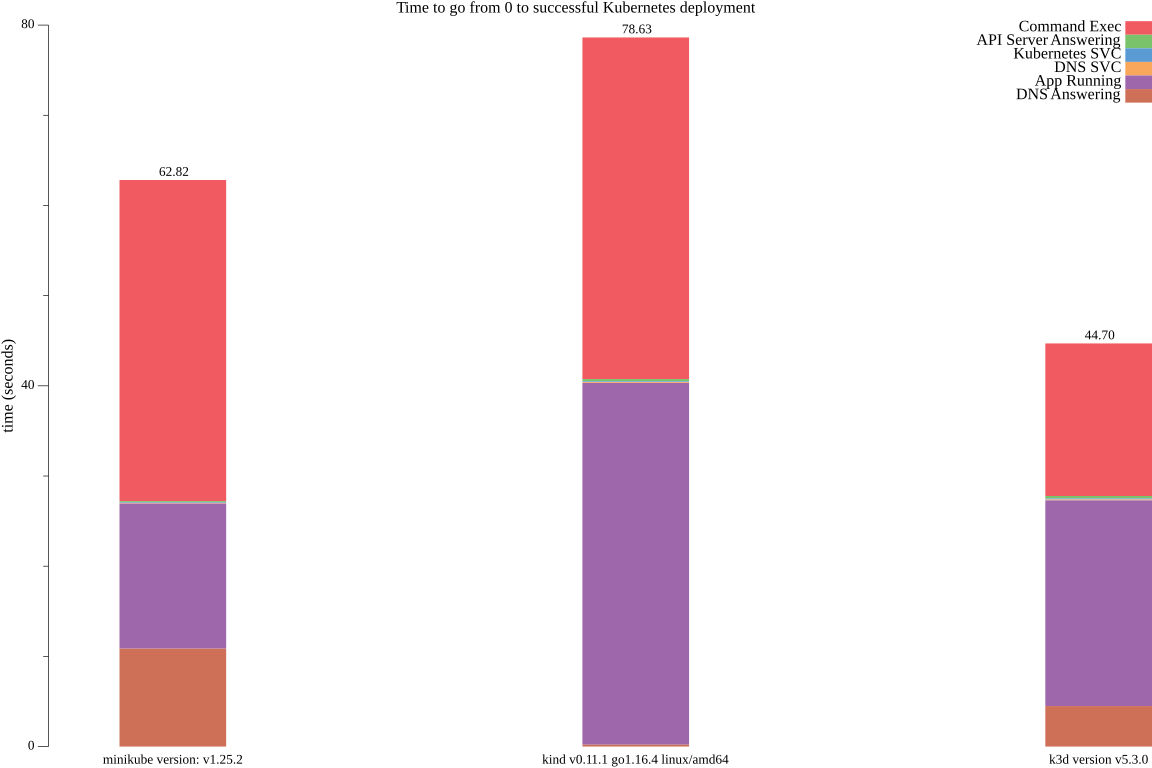 Time to go from 0 to successful Kubernetes deployment
80
78.63
Command Exec
API Server Answering
Kubernetes SVC
DNS SVC
App Running
DNS Answering
62.82
44.70
40
time (seconds)
0
minikube version: v1.25.2
kind v0.11.1 go1.16.4 linux/amd64
k3d version v5.3.0